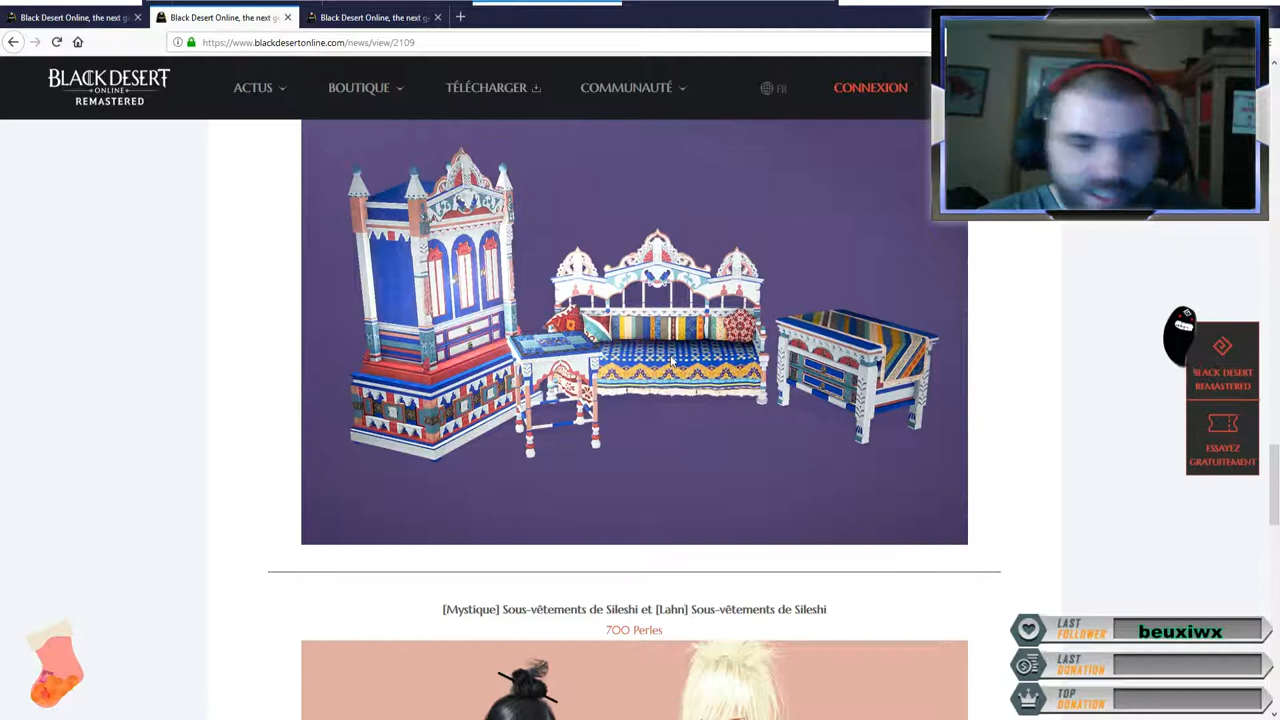 Black Desert Online, the next g
Black Desert Online, the next g
Black Desert Online, the next g
https://www.blackdesertonline.com/news/view/2109
BLACK DESERT
ONLINE
REMASTERED
ACTUS
BOUTIQUE
TÉLÉCHARGER
COMMUNAUTÉ
FR
CONNEXION
BLACK DESERT
REMASTERED
ESSAYEZ
GRATUITEMENT
[Mystique] Sous-vêtements de Sileshi et [Lahn] Sous-vêtements de Sileshi
700 Perles
LAST
FOLLOWER
beuxiwx
LAST
DONATION
TOP
DONATION